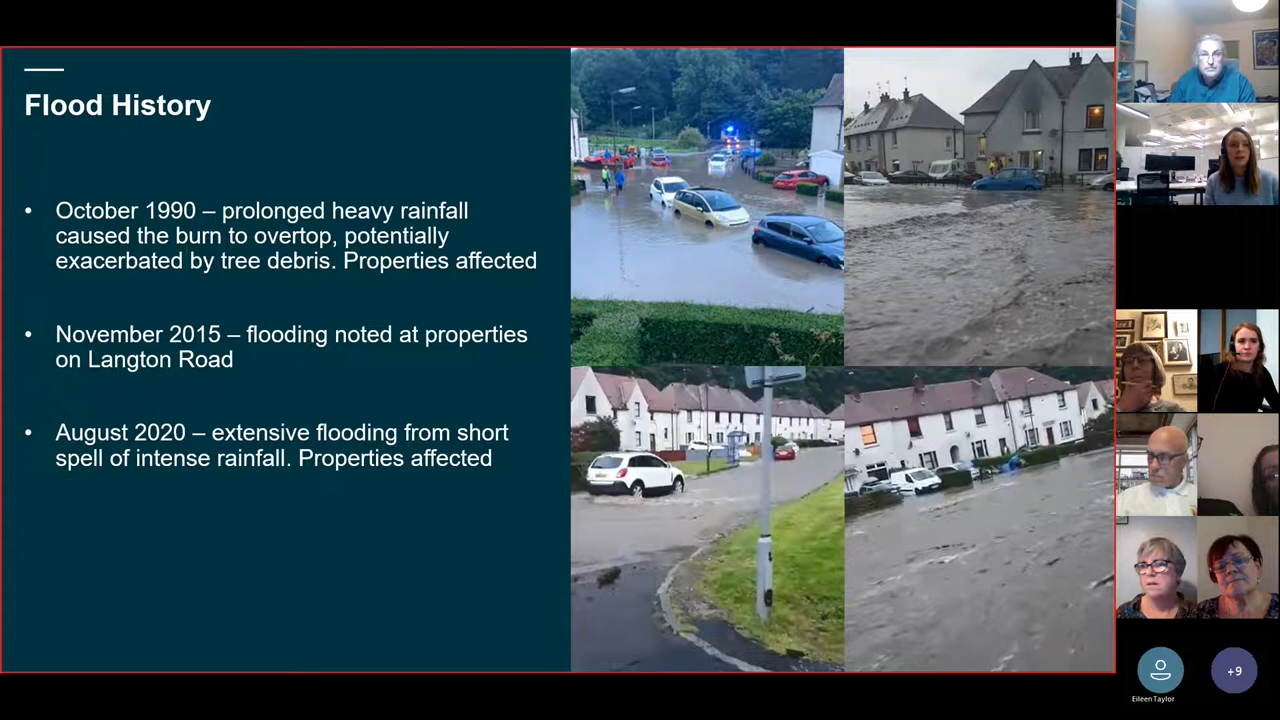 Flood History
• October 1990 – prolonged heavy rainfall
caused the burn to overtop, potentially
exacerbated by tree debris. Properties affected
• November 2015 – flooding noted at properties
on Langton Road
• August 2020 – extensive flooding from short
spell of intense rainfall. Properties affected
Eileen Taylor
+9